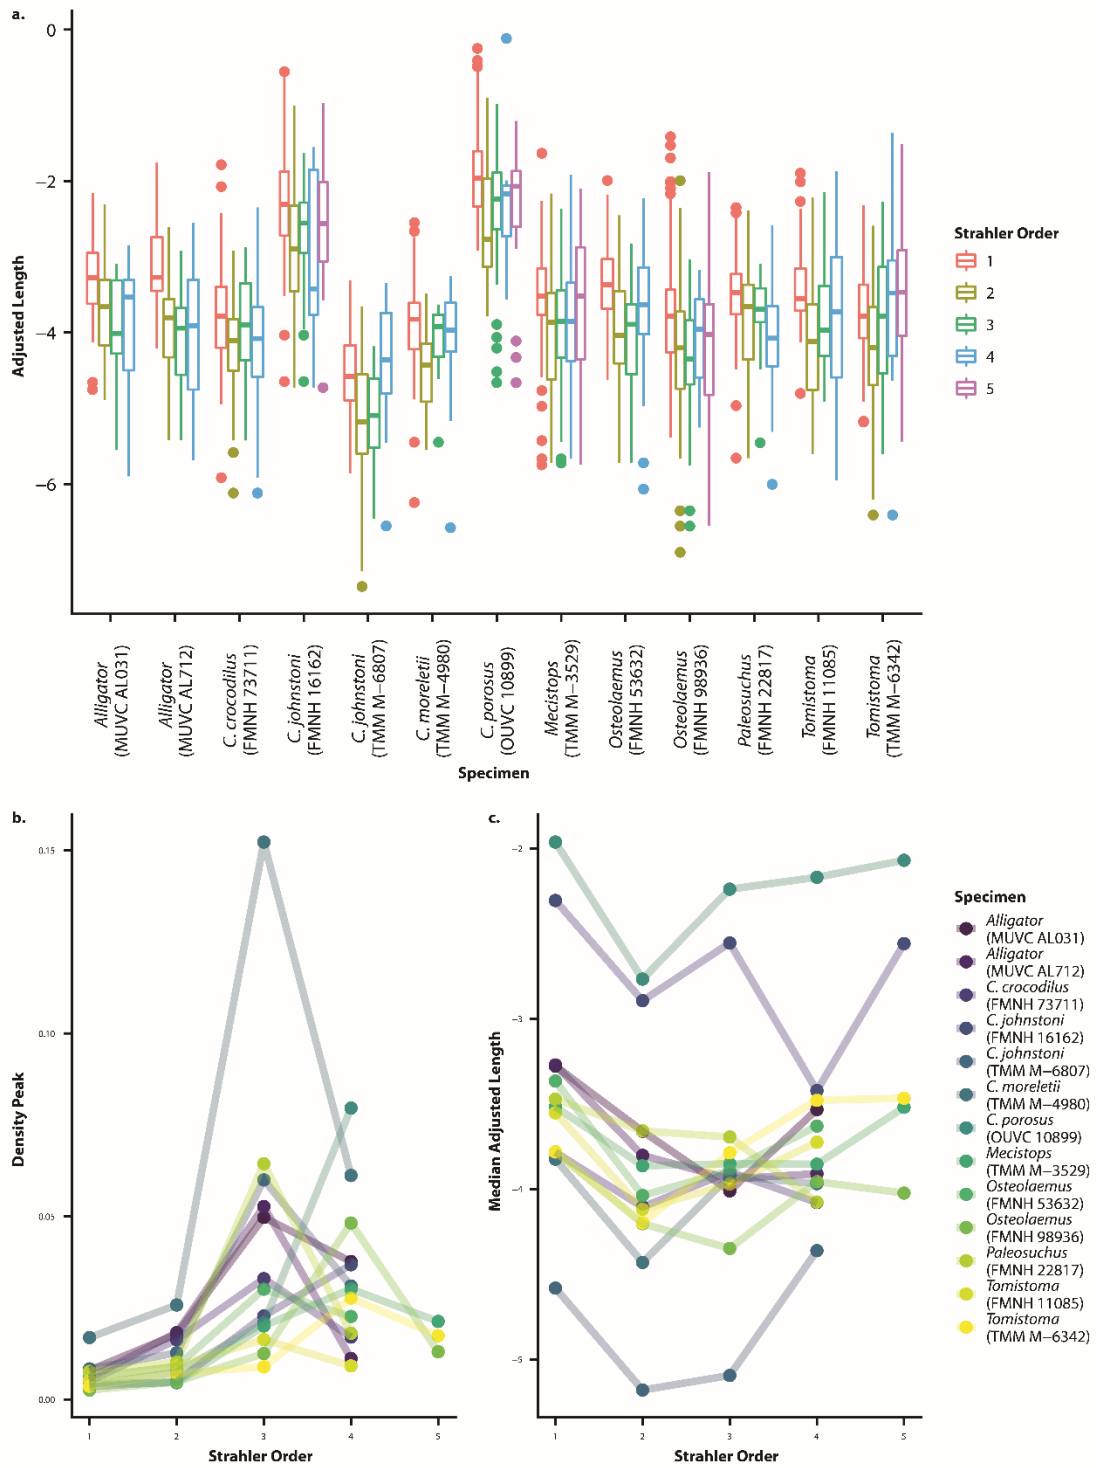 a.
0
−2
−4
−6
Adjusted Length
Strahler Order
1
2
3
4
5
Alligator
(MUVC AL031)
Alligator
(MUVC AL712)
C. crocodilus
(FMNH 73711)
C. johnstoni
(FMNH 16162)
C. johnstoni
(TMM M−6807)
C. moreletii
(TMM M−4980)
C. porosus
(OUVC 10899)
Mecistops
(TMM M−3529)
Osteolaemus
(FMNH 53632)
Osteolaemus
(FMNH 98936)
Paleosuchus
(FMNH 22817)
Tomistoma
(FMNH 11085)
Tomistoma
(TMM M−6342)
Specimen
b.
0.15
0.10
0.05
0.00
Density Peak
1 2 3 4 5
Strahler Order
c.
−2
−3
−4
−5
Median Adjusted Length
1 2 3 4 5
Strahler Order
Specimen
Alligator
(MUVC AL031)
Alligator
(MUVC AL712)
C. crocodilus
(FMNH 73711)
C. johnstoni
(FMNH 16162)
C. johnstoni
(TMM M−6807)
C. moreletii
(TMM M−4980)
C. porosus
(OUVC 10899)
Mecistops
(TMM M−3529)
Osteolaemus
(FMNH 53632)
Osteolaemus
(FMNH 98936)
Paleosuchus
(FMNH 22817)
Tomistoma
(FMNH 11085)
Tomistoma
(TMM M−6342)